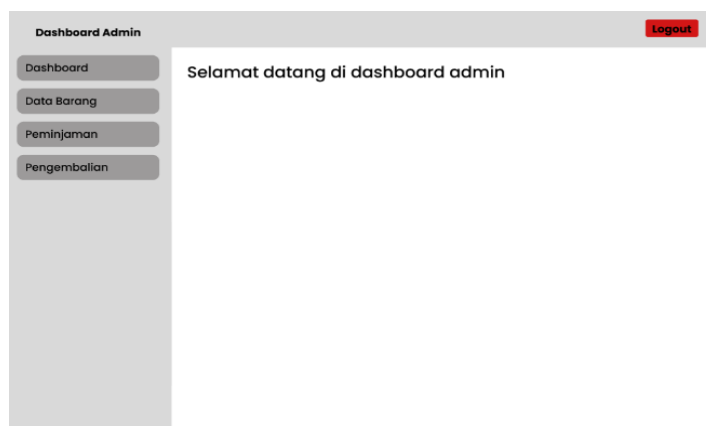 Dashboard Admin
Logout
Dashboard
Data Barang
Peminjaman
Pengembalian
Selamat datang di dashboard admin